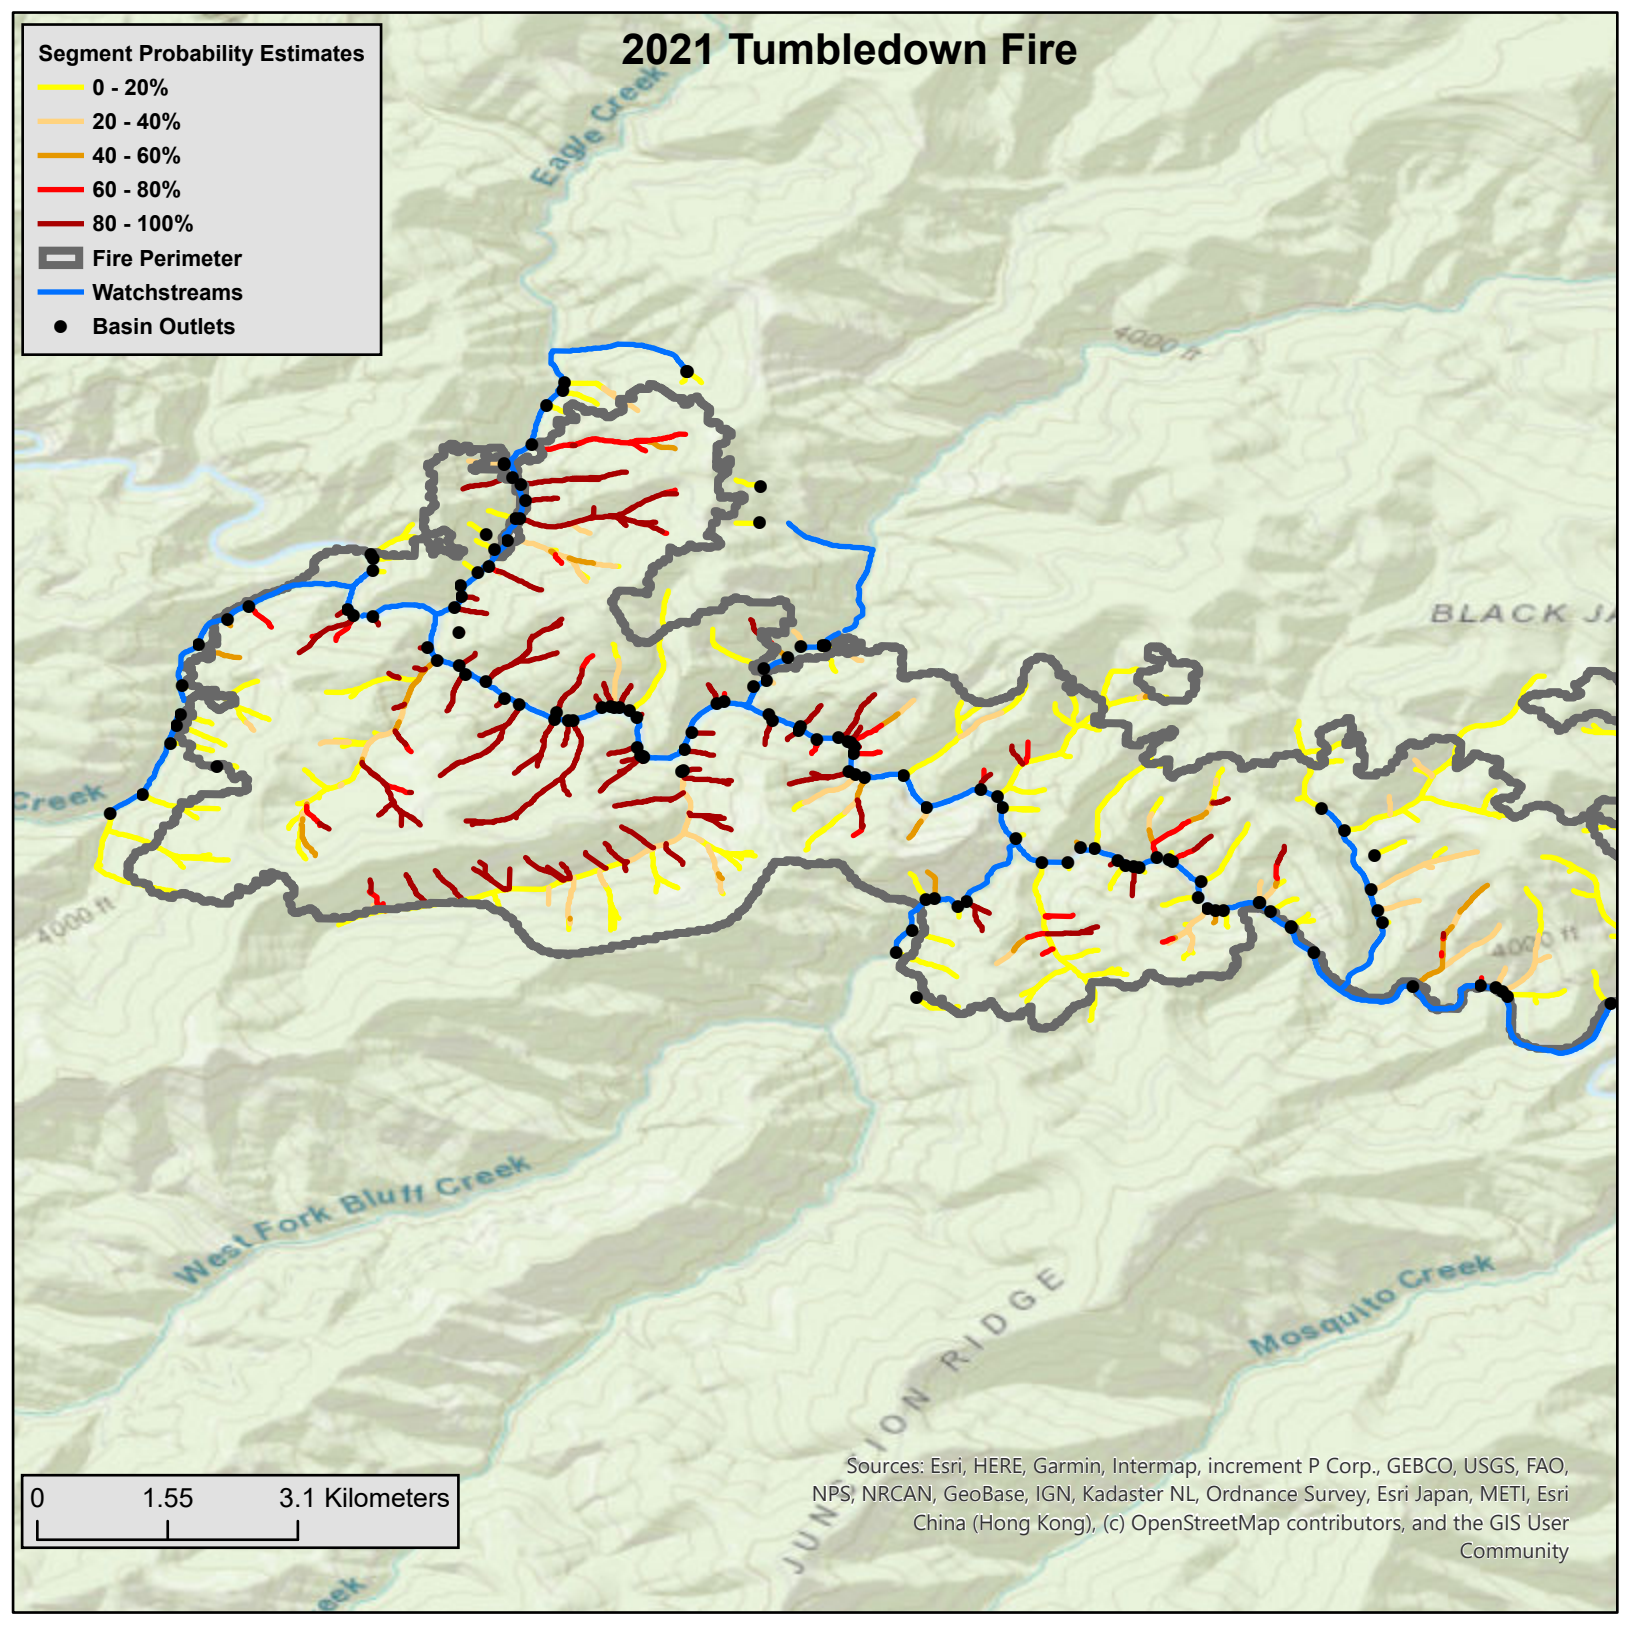 2021 Tumbledown Fire
Segment Probability Estimates
0 - 20%
20 - 40%
40 - 60%
60 - 80%
80 - 100%
Fire Perimeter
Watchstreams
Basin Outlets
Eagle Creek
4000 ft
BLACK JA
Creek
4000 ft
4000 ft
West Fork Bluff Creek
Mosquito Creek
JUNCTION RIDGE
0 1.55 3.1 Kilometers
Sources: Esri, HERE, Garmin, Intermap, increment P Corp., GEBCO, USGS, FAO,
NPS, NRCAN, GeoBase, IGN, Kadaster NL, Ordnance Survey, Esri Japan, METI, Esri
China (Hong Kong), (c) OpenStreetMap contributors, and the GIS User
Community
eek